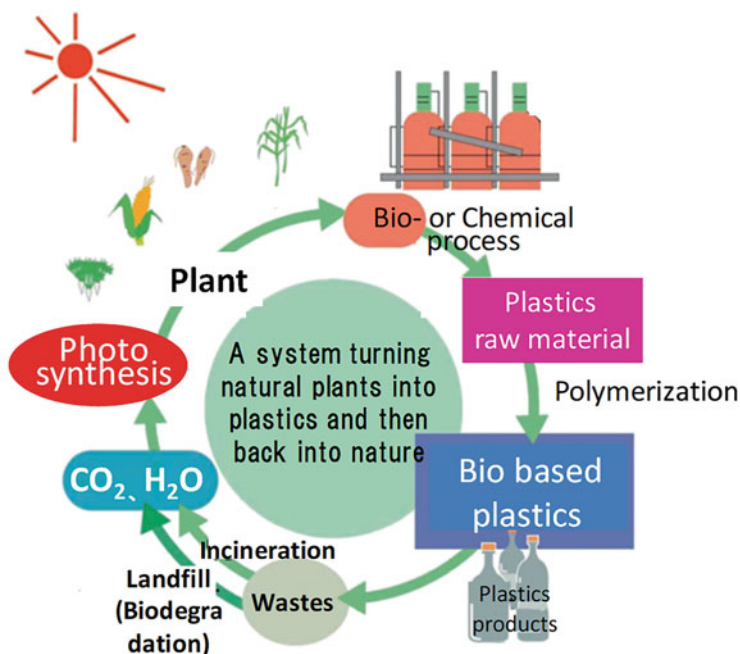 Bio- or Chemical
process
Plant
Plastics
raw material
Photo
synthesis
A system turning
natural plants into
plastics and then
back into nature
Polymerization
CO₂、H₂O
Bio based
plastics
Incineration
Landfill
(Biodegra
dation)
Wastes
Plastics
products